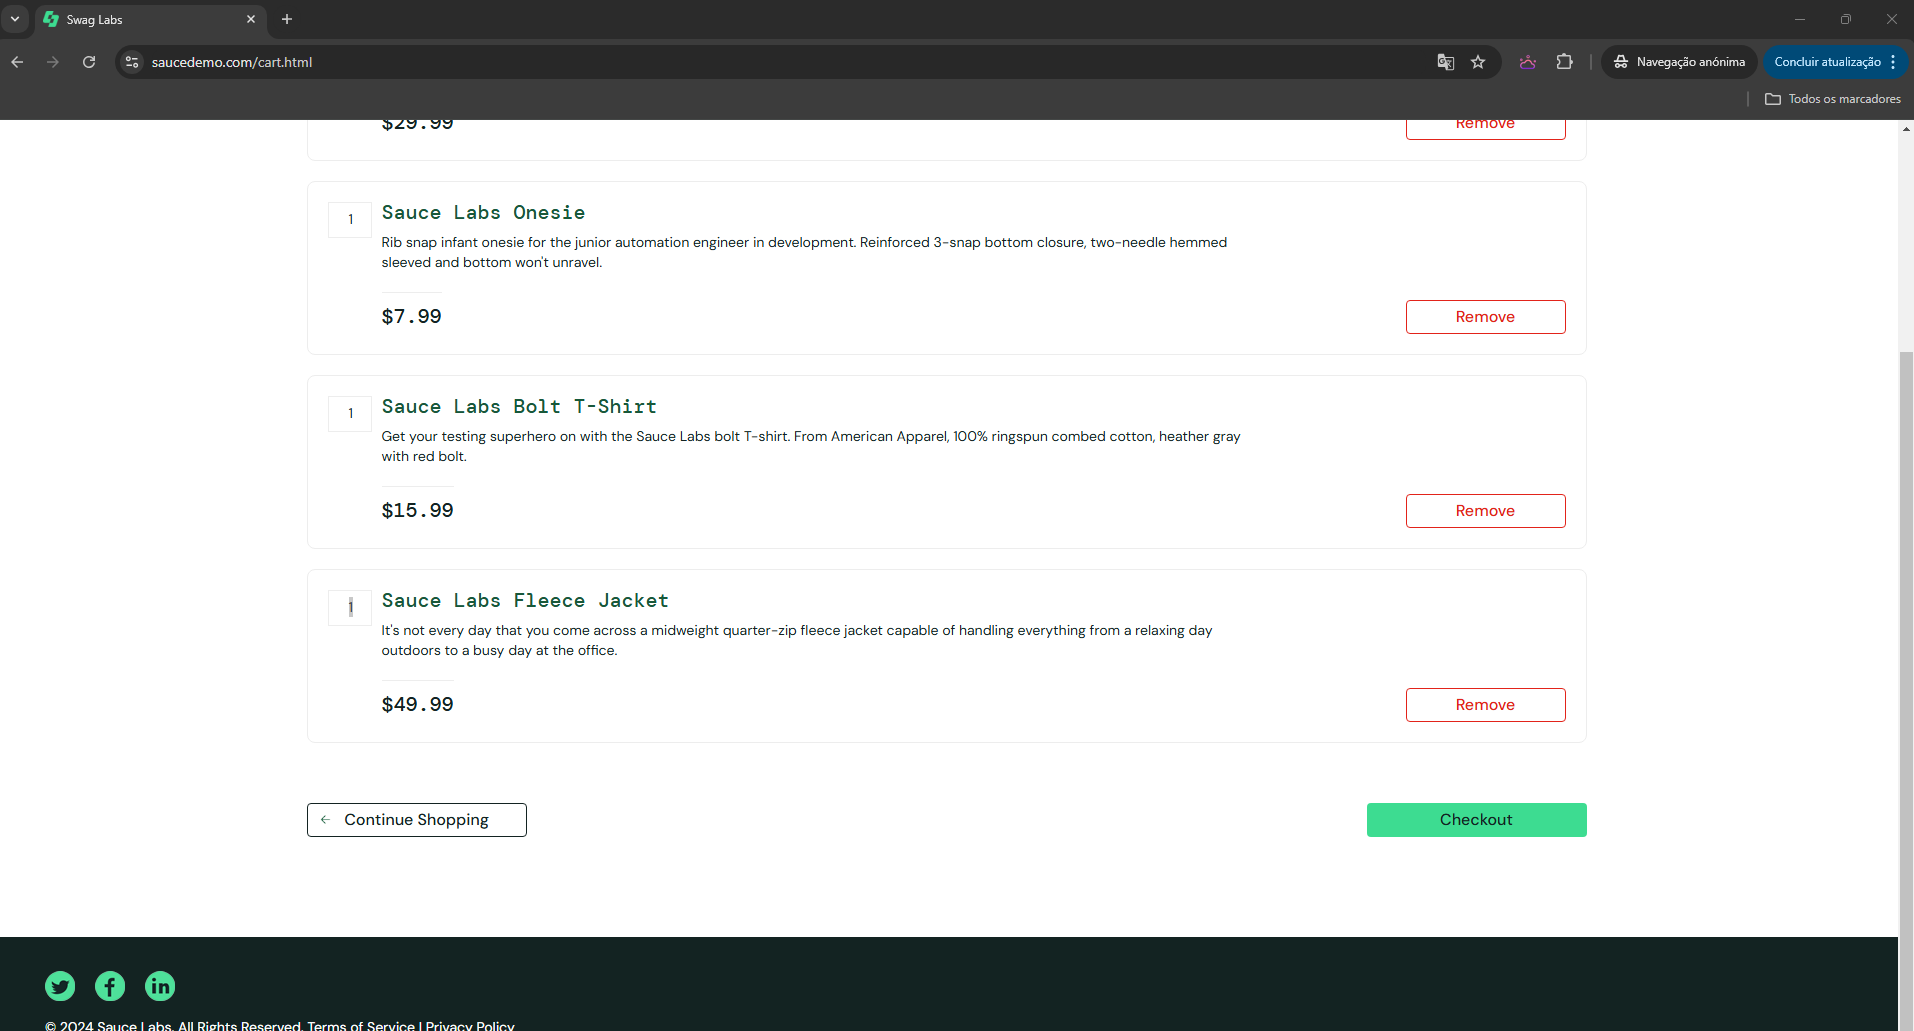 Swag Labs
saucedemo.com/cart.html
Navegação anónima
Concluir atualização
Todos os marcadores
$29.99
Remove
1
Sauce Labs Onesie
Rib snap infant onesie for the junior automation engineer in development. Reinforced 3-snap bottom closure, two-needle hemmed
sleeved and bottom won't unravel.
$7.99
Remove
1
Sauce Labs Bolt T-Shirt
Get your testing superhero on with the Sauce Labs bolt T-shirt. From American Apparel, 100% ringspun combed cotton, heather gray
with red bolt.
$15.99
Remove
1
Sauce Labs Fleece Jacket
It's not every day that you come across a midweight quarter-zip fleece jacket capable of handling everything from a relaxing day
outdoors to a busy day at the office.
$49.99
Remove
Continue Shopping
Checkout
© 2024 Sauce Labs. All Rights Reserved. Terms of Service | Privacy Policy